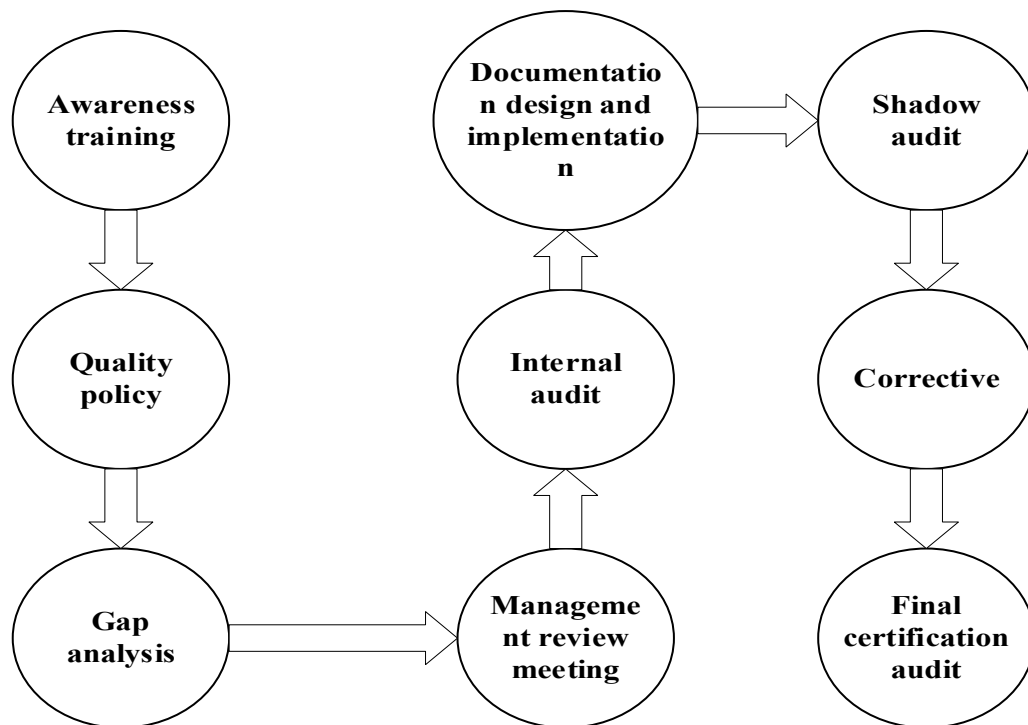 Awareness
training
Quality
policy
Gap
analysis
Manageme
nt review
meeting
Internal
audit
Documentatio
n design and
implementatio
n
Shadow
audit
Corrective
Final
certification
audit